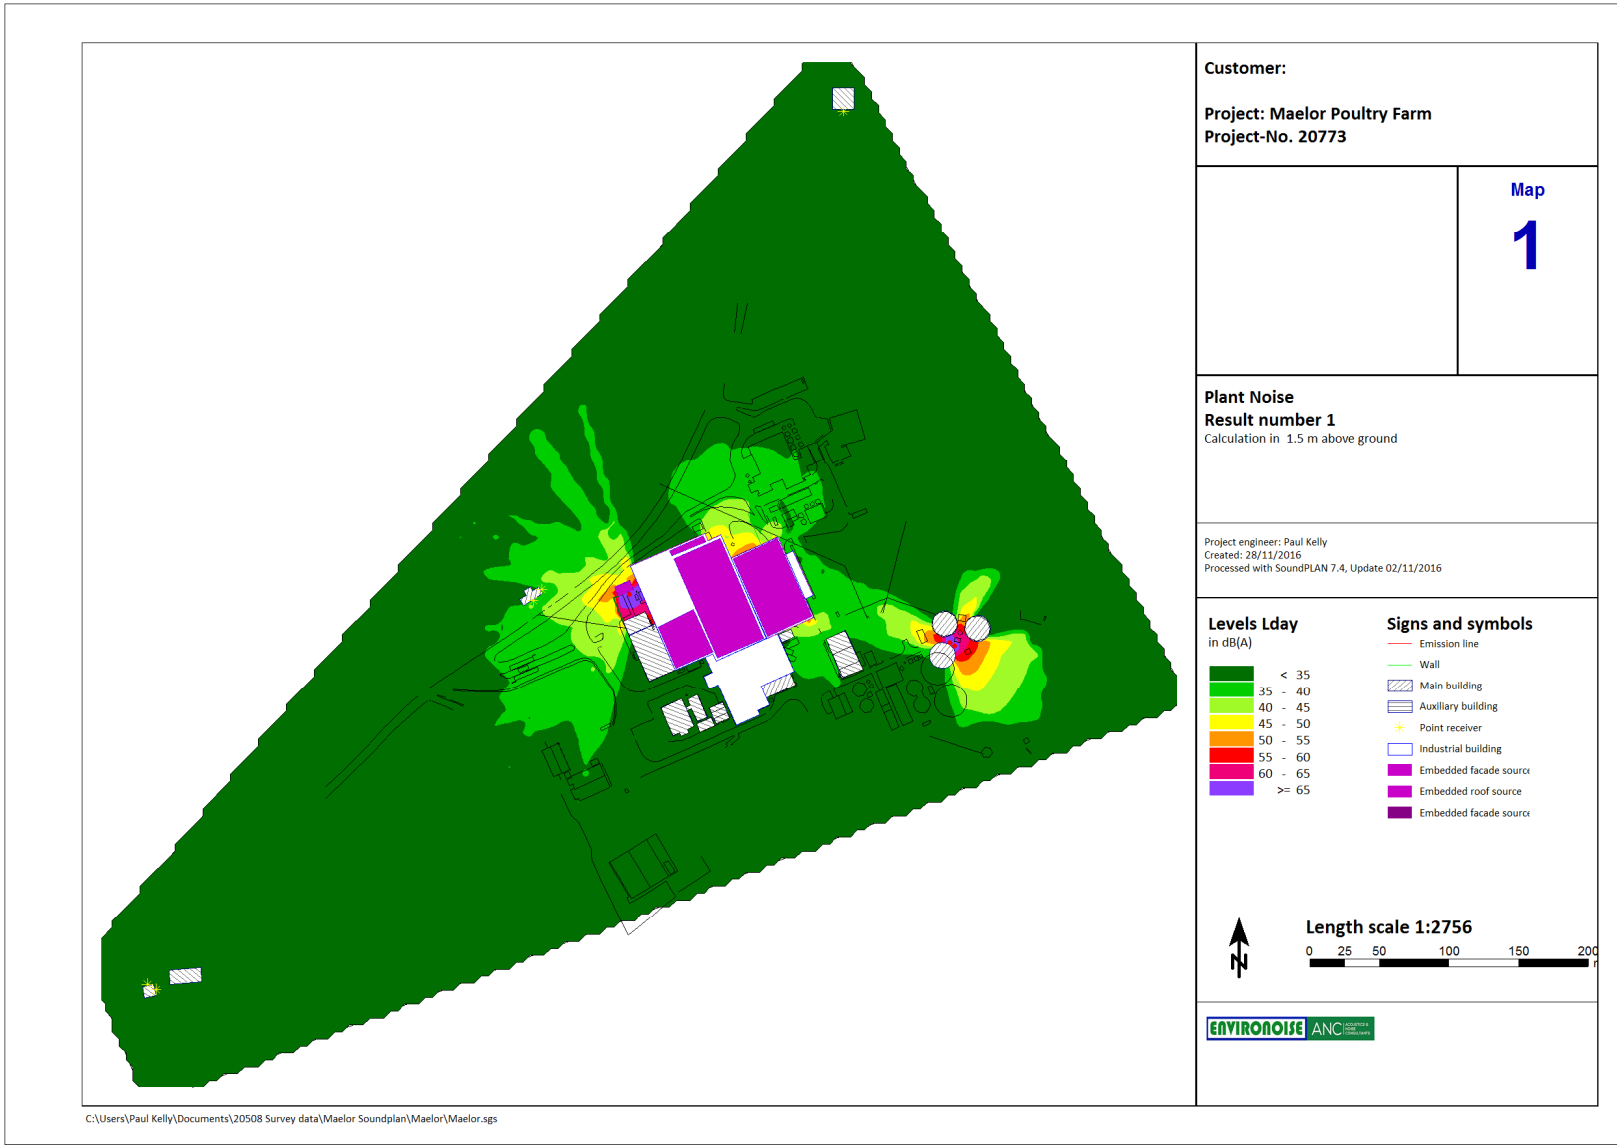 Customer:
Project: Maelor Poultry Farm
Project-No. 20773
Map
1
Plant Noise
Result number 1
Calculation in 1.5 m above ground
Project engineer: Paul Kelly
Created: 28/11/2016
Processed with SoundPLAN 7.4, Update 02/11/2016
Levels Lday
in dB(A)
< 35
35 - 40
40 - 45
45 - 50
50 - 55
55 - 60
60 - 65
>= 65
Signs and symbols
Emission line
Wall
Main building
Auxiliary building
Point receiver
Industrial building
Embedded facade source
Embedded roof source
Embedded facade source
N
Length scale 1:2756
0 25 50 100 150 200
ENVIRONOISE ANC
C:\Users\Paul Kelly\Documents\20508 Survey data\Maelor Soundplan\Maelor\Maelor.sgs